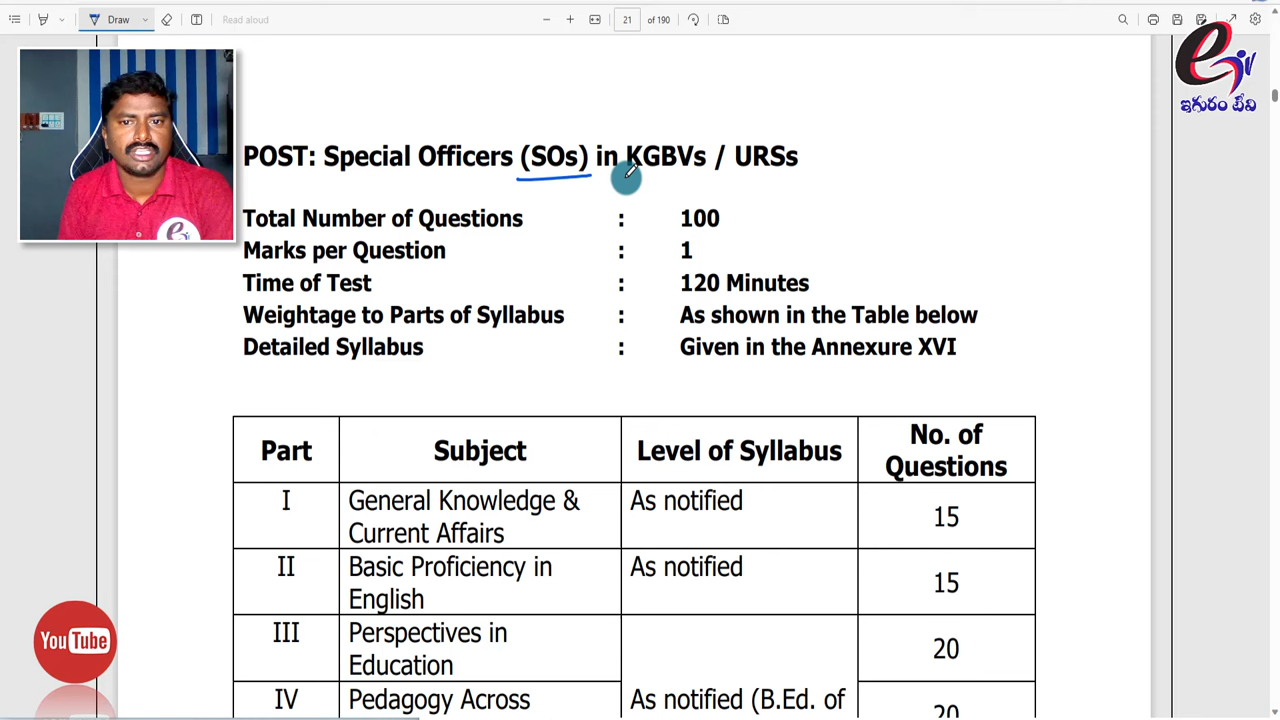 Draw
Read aloud
21 of 190
e
ఇగురం టీవి
POST: Special Officers (SOs) in KGBVs / URSs
Total Number of Questions : 100
Marks per Question : 1
Time of Test : 120 Minutes
Weightage to Parts of Syllabus : As shown in the Table below
Detailed Syllabus : Given in the Annexure XVI
Part Subject Level of Syllabus No. of
Questions
I General Knowledge & As notified 15
Current Affairs
II Basic Proficiency in As notified 15
English
III Perspectives in 20
Education
IV Pedagogy Across As notified (B.Ed. of 20
YouTube